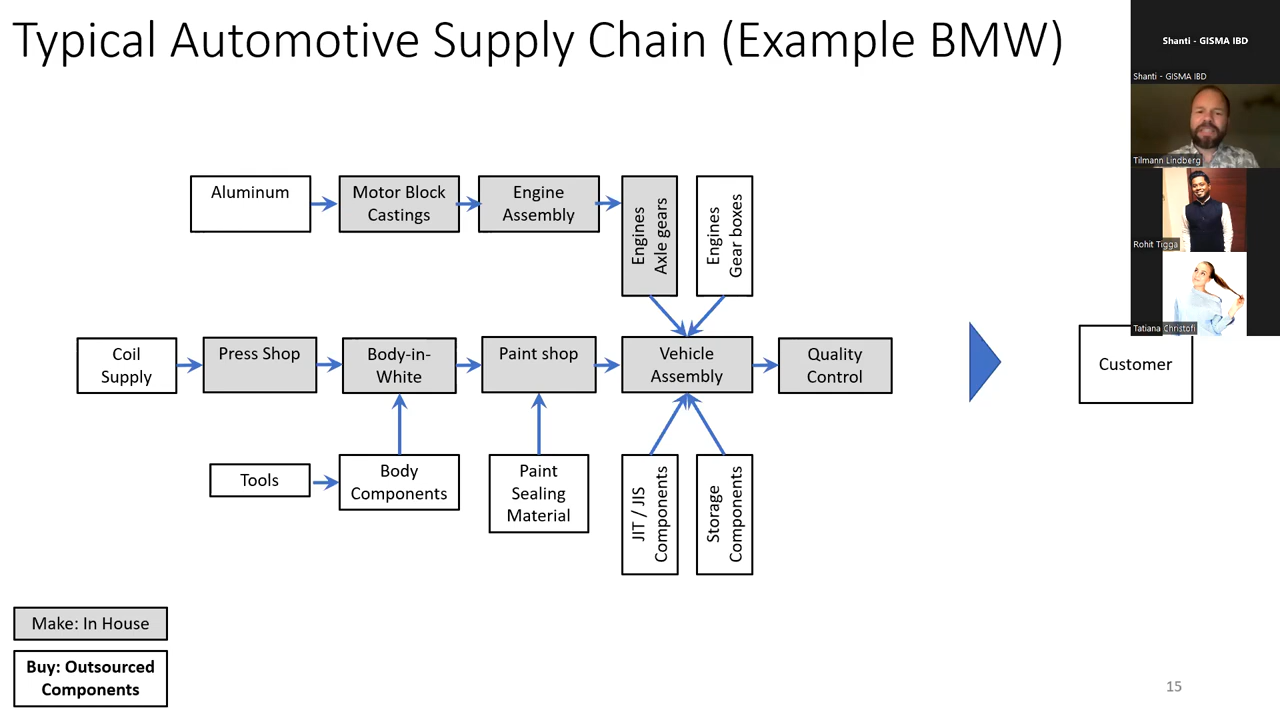 Typical Automotive Supply Chain (Example BMW)
Shanti - GISMA IBD
Shanti - GISMA IBD
Tilmann Lindberg
Rohit Tigga
Tatiana Christofi
Aluminum
Motor Block
Castings
Engine
Assembly
Engines
Axle gears
Engines
Gear boxes
Coil
Supply
Press Shop
Body-in-
White
Paint shop
Vehicle
Assembly
Quality
Control
Customer
Tools
Body
Components
Paint
Sealing
Material
JIT / JIS
Components
Storage
Components
Make: In House
Buy: Outsourced
Components
15